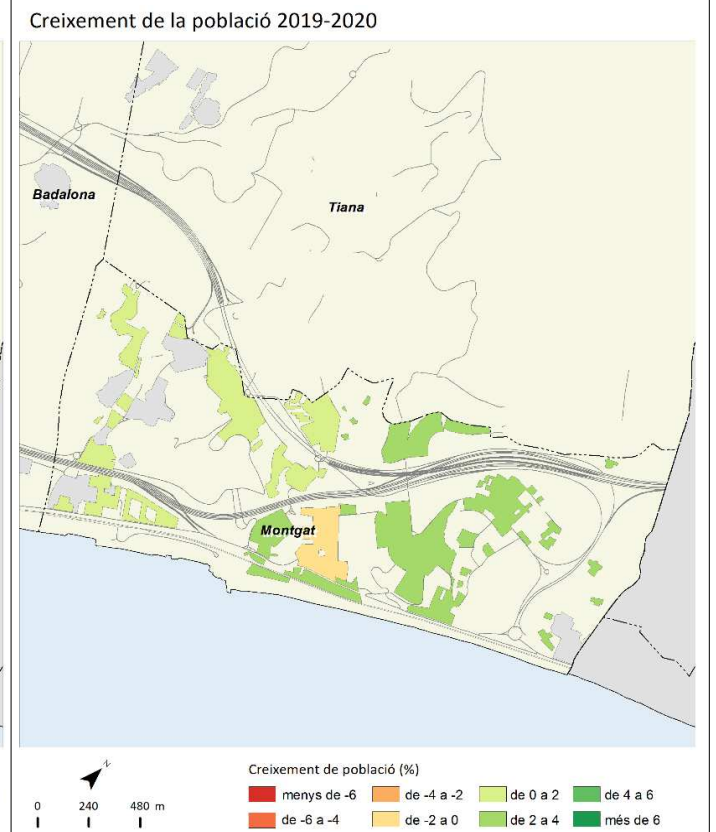 Creixement de la població 2019-2020
Badalona
Tiana
Montgat
N
0 240 480 m
Creixement de població (%)
menys de -6 de -4 a -2 de 0 a 2 de 4 a 6
de -6 a -4 de -2 a 0 de 2 a 4 més de 6